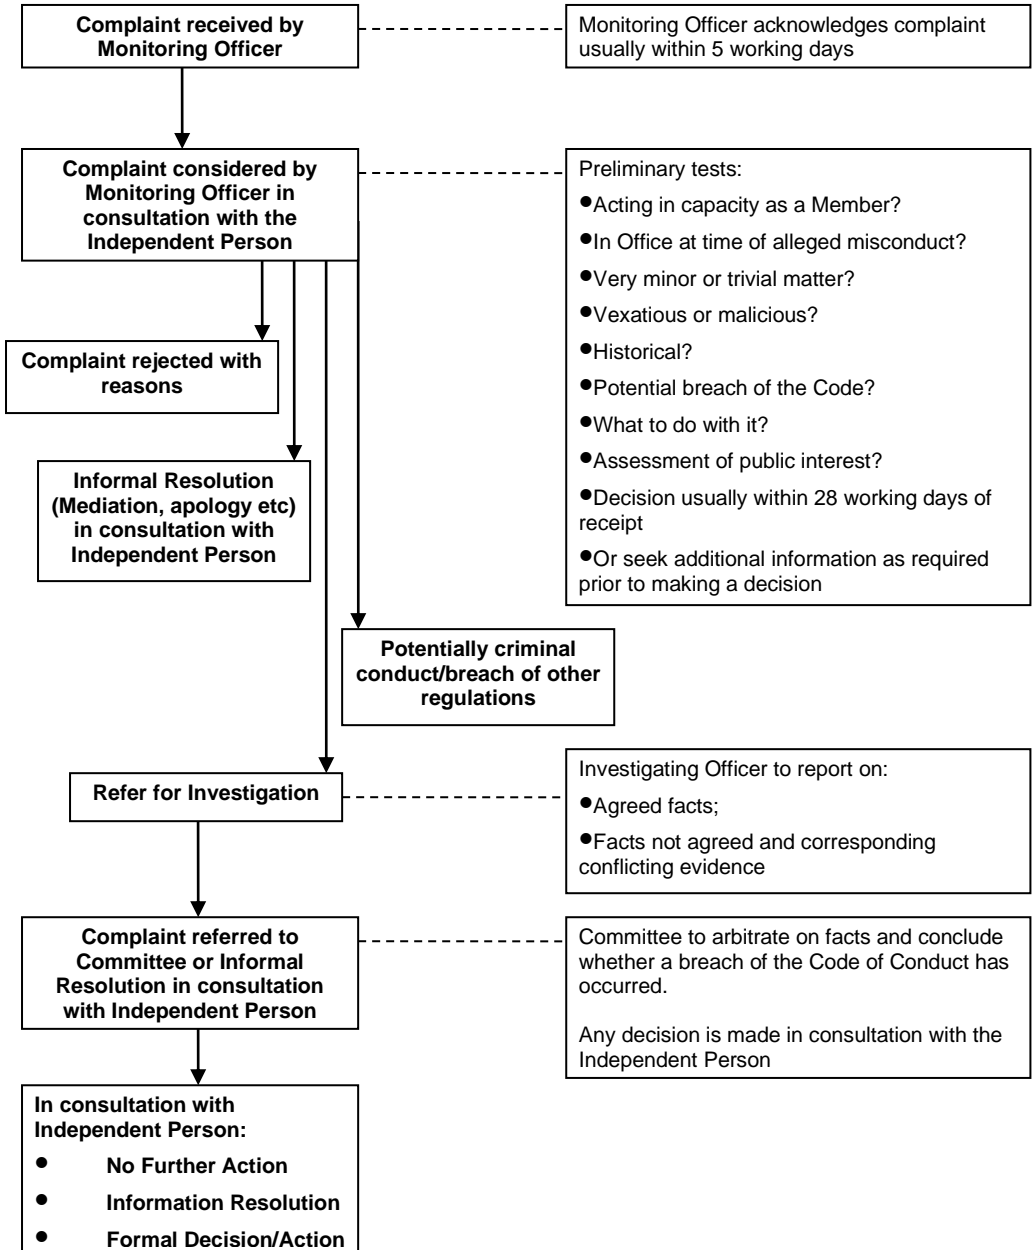 Complaint received by
Monitoring Officer
Monitoring Officer acknowledges complaint
usually within 5 working days
Complaint considered by
Monitoring Officer in
consultation with the
Independent Person
Preliminary tests:
●Acting in capacity as a Member?
●In Office at time of alleged misconduct?
●Very minor or trivial matter?
●Vexatious or malicious?
●Historical?
●Potential breach of the Code?
●What to do with it?
●Assessment of public interest?
●Decision usually within 28 working days of
receipt
●Or seek additional information as required
prior to making a decision
Complaint rejected with
reasons
Informal Resolution
(Mediation, apology etc)
in consultation with
Independent Person
Potentially criminal
conduct/breach of other
regulations
Refer for Investigation
Investigating Officer to report on:
●Agreed facts;
●Facts not agreed and corresponding
conflicting evidence
Complaint referred to
Committee or Informal
Resolution in consultation
with Independent Person
Committee to arbitrate on facts and conclude
whether a breach of the Code of Conduct has
occurred.
Any decision is made in consultation with the
Independent Person
In consultation with
Independent Person:
● No Further Action
● Information Resolution
● Formal Decision/Action